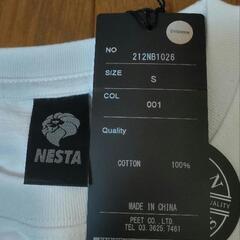 NO
212NB1026
SIZE
S
COL
001
Quality
COTTON 100%
MADE IN CHINA
PEET CO. LTD.
TEL 03.3625.7461
NESTA
N
QUALITY